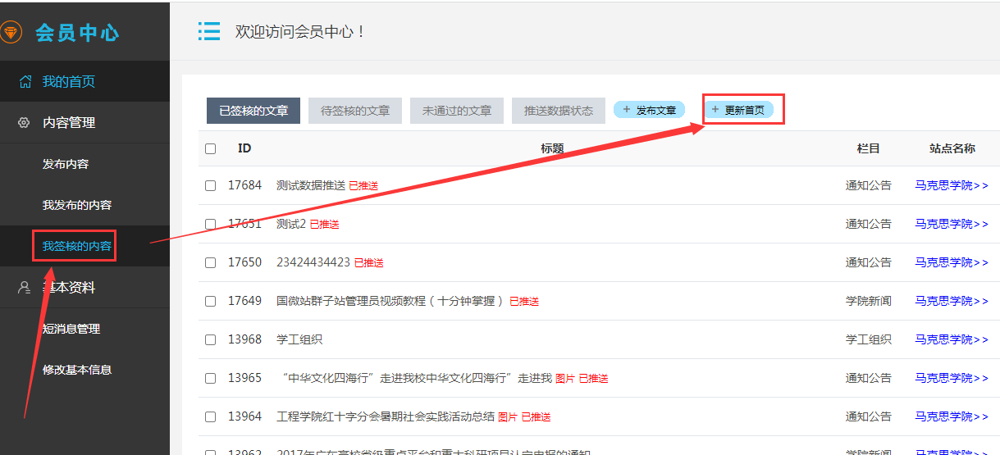 会员中心
欢迎访问会员中心！
我的首页
内容管理
发布内容
我发布的内容
我签核的内容
基本资料
短消息管理
修改基本信息
已签核的文章 待签核的文章 未通过的文章 推送数据状态 + 发布文章 + 更新首页
ID 标题 栏目 站点名称
17684 测试数据推送 已推送 通知公告 马克思学院>>
17651 测试2 已推送 通知公告 马克思学院>>
17650 23424434423 已推送 通知公告 马克思学院>>
17649 国微站群子站管理员视频教程（十分钟掌握） 已推送 学院新闻 马克思学院>>
13968 学工组织 学工组织 马克思学院>>
13965 “中华文化四海行”走进我校中华文化四海行”走进我 图片 已推送 通知公告 马克思学院>>
13964 工程学院红十字分会暑期社会实践活动总结 图片 已推送 通知公告 马克思学院>>
13962 2017年广东高校省级重点平台和重大科研项目认定申报的通知 学院新闻 马克思学院>>